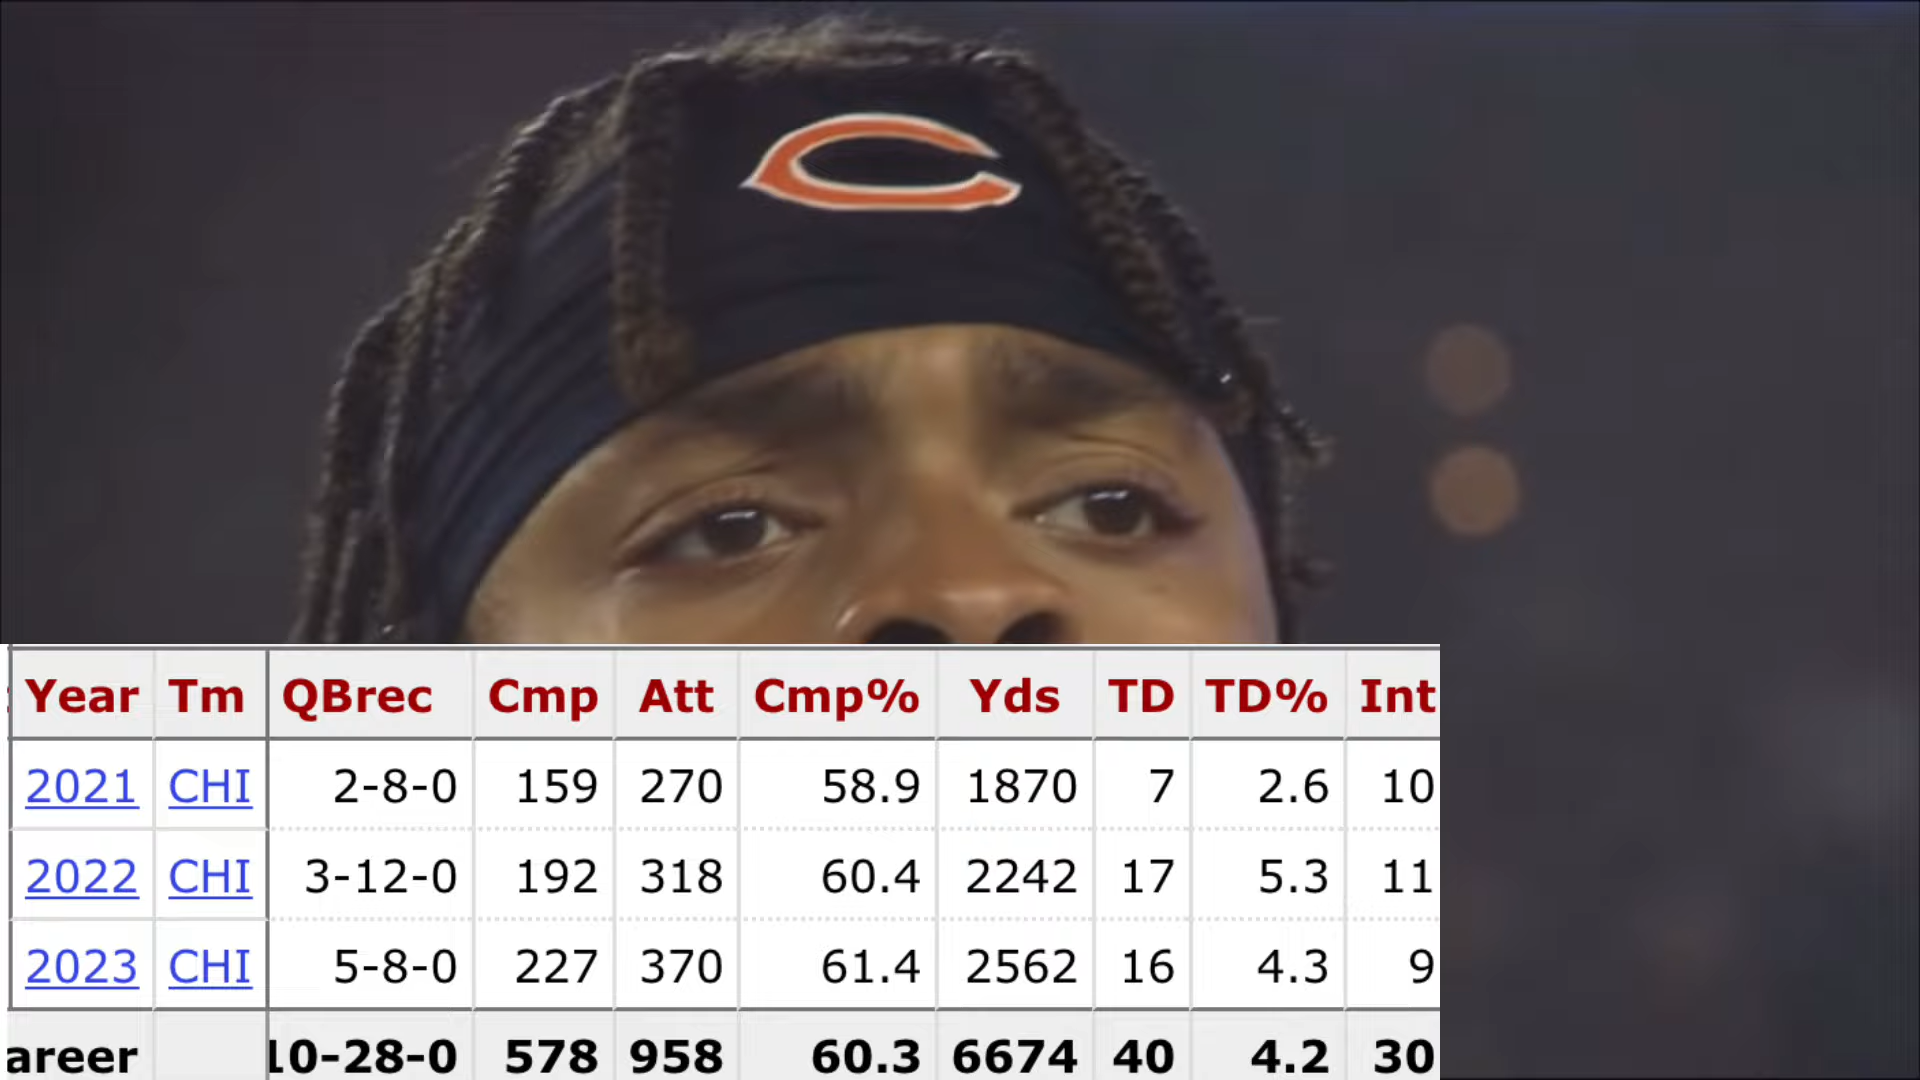 C
Year Tm QBrec Cmp Att Cmp% Yds TD TD% Int
2021 CHI 2-8-0 159 270 58.9 1870 7 2.6 10
2022 CHI 3-12-0 192 318 60.4 2242 17 5.3 11
2023 CHI 5-8-0 227 370 61.4 2562 16 4.3 9
areer 10-28-0 578 958 60.3 6674 40 4.2 30